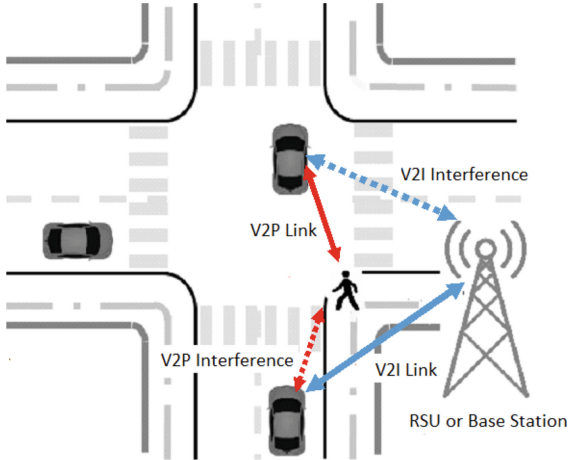 V2I Interference
V2P Link
V2P Interference
V2I Link
RSU or Base Station